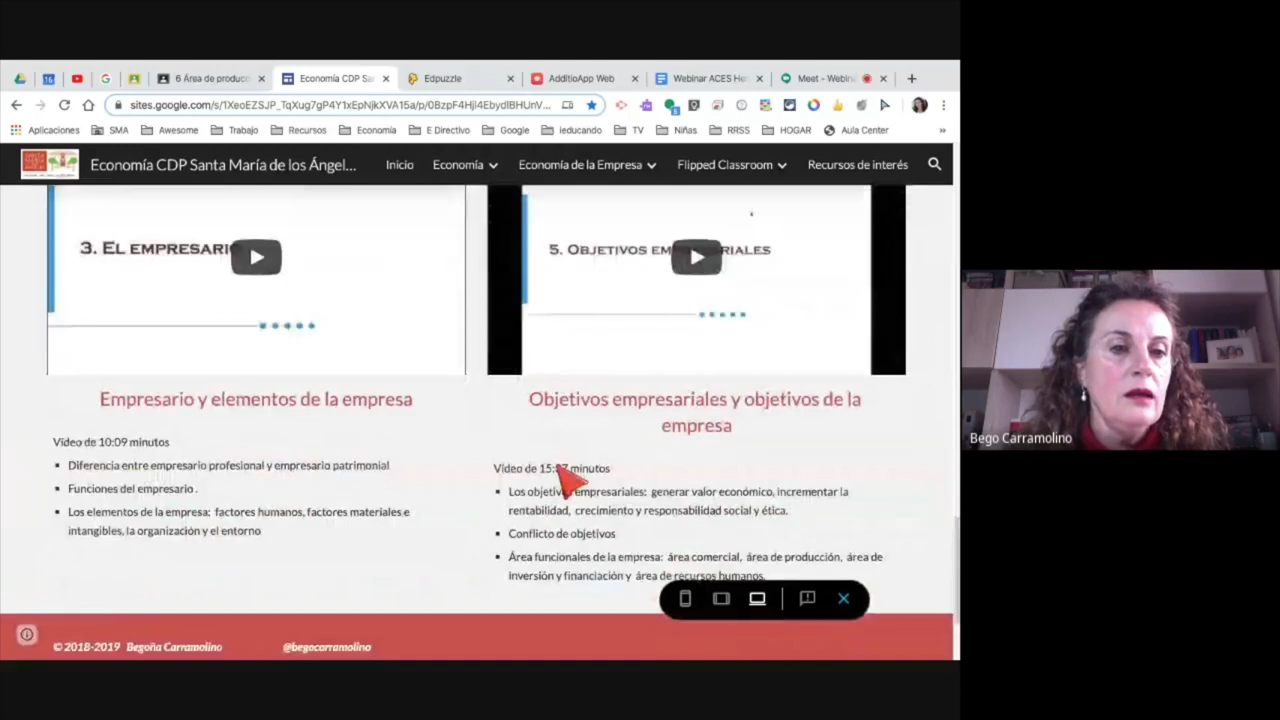 6 Área de produc
Economía CDP Sa
Edpuzzle
AdditioApp Web
Webinar ACES He
Meet - Webin
sites.google.com/s/1XeoEZSJP_TqXug7gP4Y1xEpNjkXVA15a/p/0BzpF4HjI4EbydlBHUnV...
Aplicaciones
SMA
Awesome
Trabajo
Recursos
Economía
E Directivo
Google
ieducando
TV
Niñas
RRSS
HOGAR
Aula Center
»
Economía CDP Santa María de los Ángel...
Inicio
Economía
Economía de la Empresa
Flipped Classroom
Recursos de interés
3. EL EMPRESARI
5. OBJETIVOS EMPRESARIALES
Empresario y elementos de la empresa
Vídeo de 10:09 minutos
▪ Diferencia entre empresario profesional y empresario patrimonial
▪ Funciones del empresario .
▪ Los elementos de la empresa: factores humanos, factores materiales e
intangibles, la organización y el entorno
Objetivos empresariales y objetivos de la
empresa
Vídeo de minutos
▪ Los objetivos empresariales: generar valor económico, incrementar la
rentabilidad, crecimiento y responsabilidad social y ética.
▪ Conflicto de objetivos
▪ Área funcionales de la empresa: área comercial, área de producción, área de
inversión y financiación y área de recursos humanos.
© 2018-2019 Begoña Carramolino
@begocarramolino
Bego Carramolino